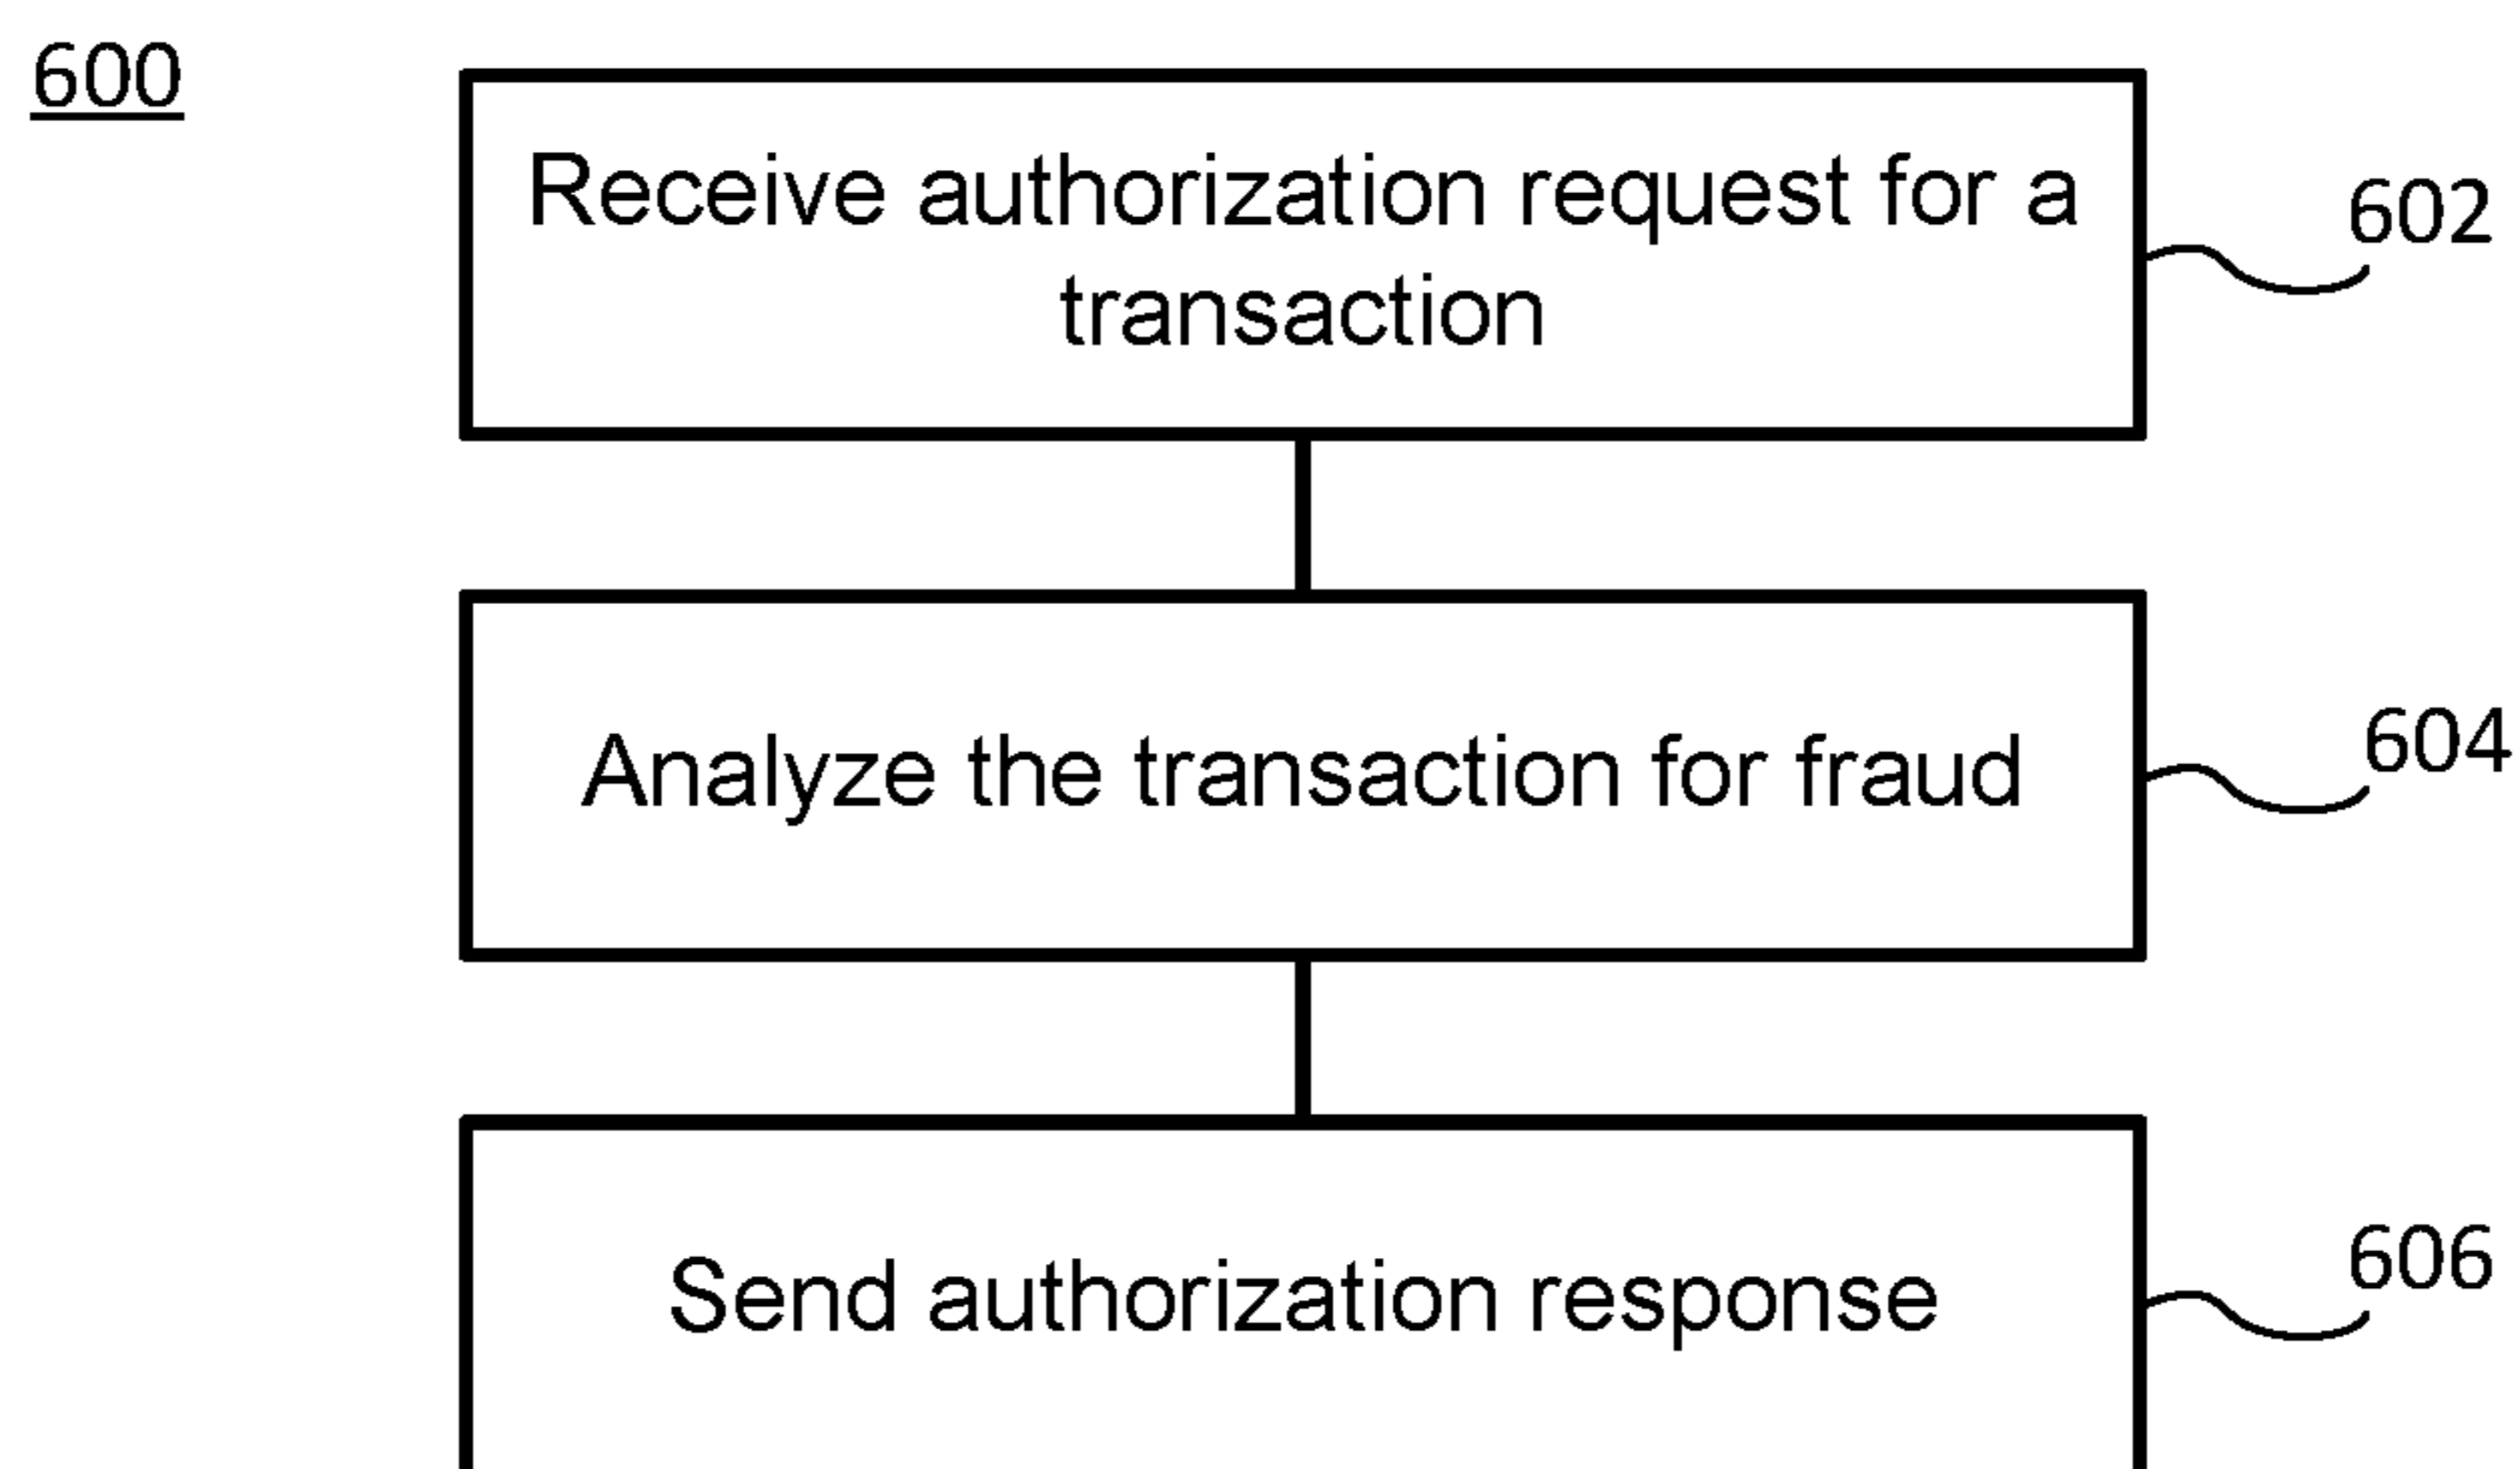 600
Receive authorization request for a
transaction
602
Analyze the transaction for fraud
604
Send authorization response
606